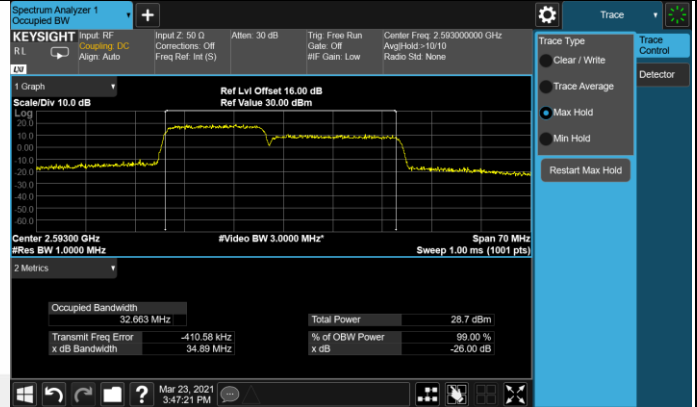 Spectrum Analyzer 1
Occupied BW
Trace
KEYSIGHT
RL
LXI
Input: RF
Coupling: DC
Align: Auto
Input Z: 50 Ω
Corrections: Off
Freq Ref: Int (S)
Atten: 30 dB
Trig: Free Run
Gate: Off
#IF Gain: Low
Center Freq: 2.593000000 GHz
Avg|Hold:>10/10
Radio Std: None
Trace Type
Clear / Write
Trace Average
Max Hold
Min Hold
Restart Max Hold
Trace
Control
Detector
1 Graph
Scale/Div 10.0 dB
Ref Lvl Offset 16.00 dB
Ref Value 30.00 dBm
Log
20.0
10.0
0.00
-10.0
-20.0
-30.0
-40.0
-50.0
-60.0
Center 2.59300 GHz
#Res BW 1.0000 MHz
#Video BW 3.0000 MHz*
Span 70 MHz
Sweep 1.00 ms (1001 pts)
2 Metrics
Occupied Bandwidth
32.663 MHz
Total Power 28.7 dBm
Transmit Freq Error -410.58 kHz
% of OBW Power 99.00 %
x dB Bandwidth 34.89 MHz
x dB -26.00 dB
?
Mar 23, 2021
3:47:21 PM